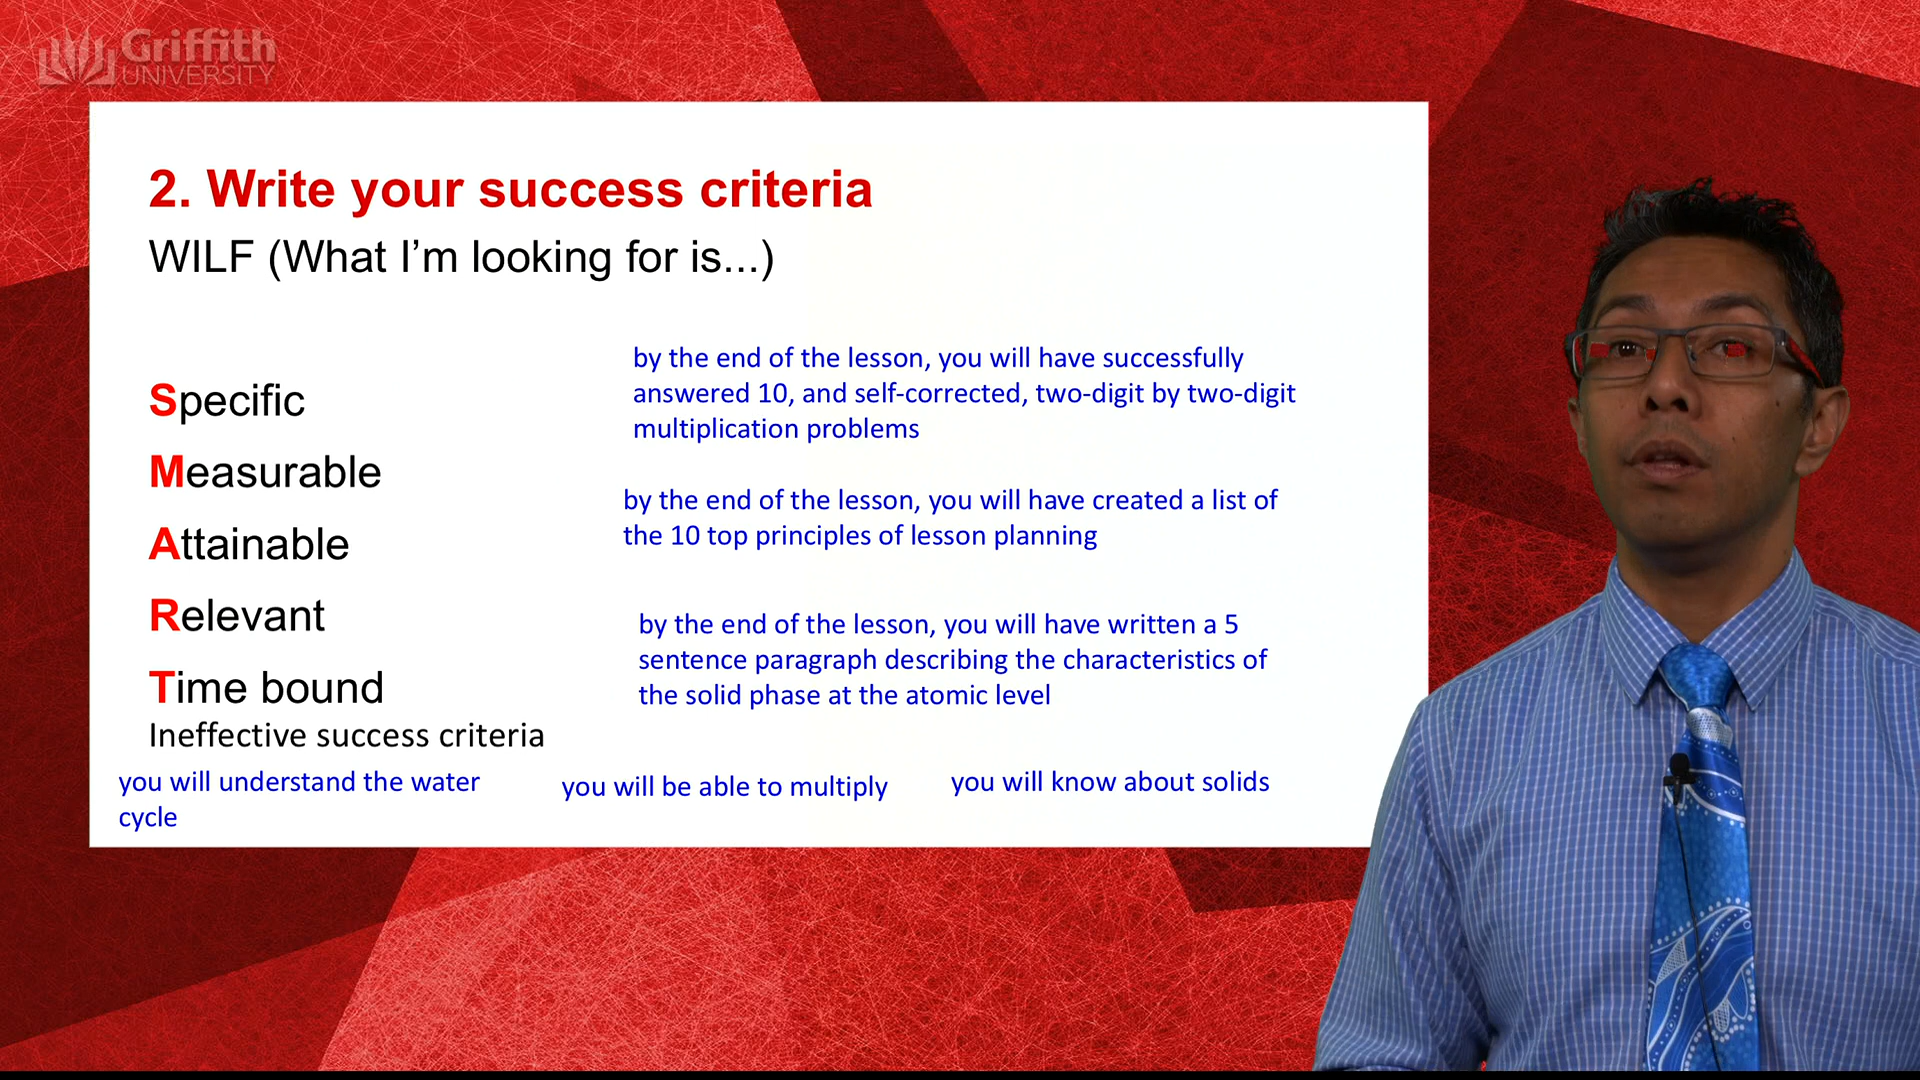 Griffith
UNIVERSITY
2. Write your success criteria
WILF (What I’m looking for is...)
Specific
Measurable
Attainable
Relevant
Time bound
by the end of the lesson, you will have successfully
answered 10, and self-corrected, two-digit by two-digit
multiplication problems
by the end of the lesson, you will have created a list of
the 10 top principles of lesson planning
by the end of the lesson, you will have written a 5
sentence paragraph describing the characteristics of
the solid phase at the atomic level
Ineffective success criteria
you will understand the water
cycle
you will be able to multiply
you will know about solids